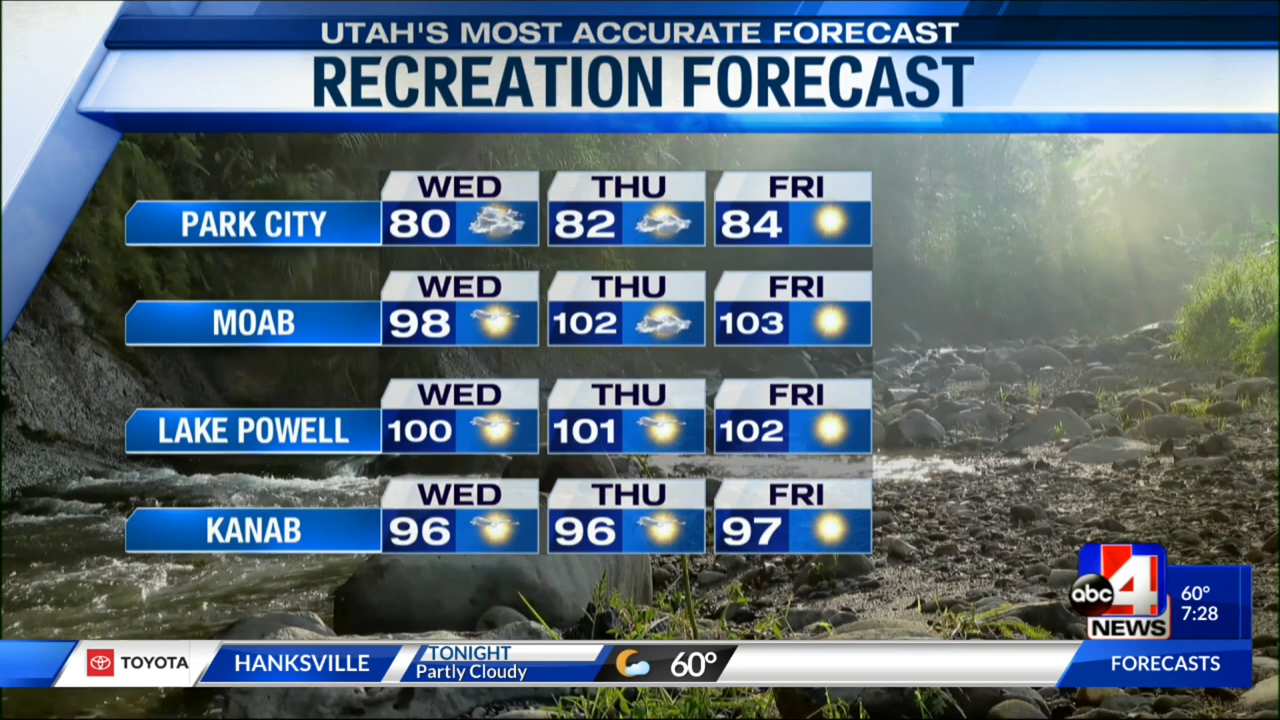 UTAH'S MOST ACCURATE FORECAST
RECREATION FORECAST
WED THU FRI
PARK CITY 80 82 84
WED THU FRI
MOAB 98 102 103
WED THU FRI
LAKE POWELL 100 101 102
WED THU FRI
KANAB 96 96 97
abc 4 NEWS
60°
7:28
TOYOTA HANKSVILLE TONIGHT
Partly Cloudy 60° FORECASTS